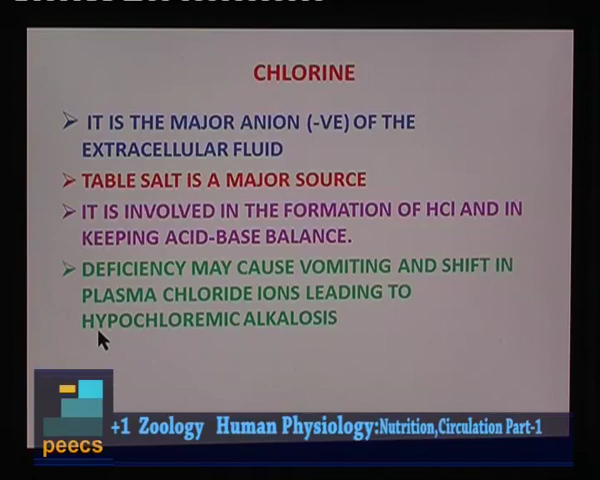 CHLORINE
IT IS THE MAJOR ANION (-VE) OF THE
EXTRACELLULAR FLUID
TABLE SALT IS A MAJOR SOURCE
IT IS INVOLVED IN THE FORMATION OF HCl AND IN
KEEPING ACID-BASE BALANCE.
DEFICIENCY MAY CAUSE VOMITING AND SHIFT IN
PLASMA CHLORIDE IONS LEADING TO
HYPOCHLOREMIC ALKALOSIS
peecs
+1 Zoology Human Physiology:Nutrition,Circulation Part-1